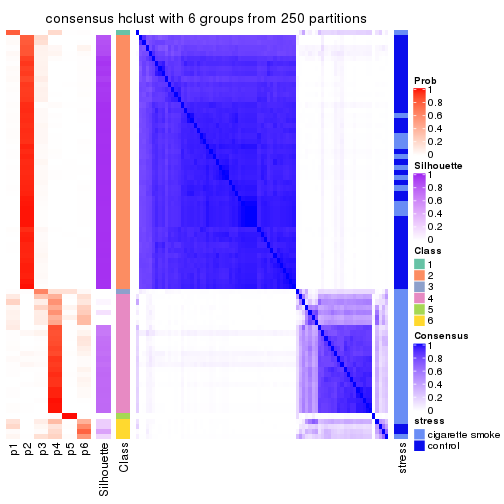 consensus hclust with 6 groups from 250 partitions
Prob
1
0.8
0.6
0.4
0.2
0
Silhouette
1
0.8
0.6
0.4
0.2
0
Class
1
2
3
4
5
6
Consensus
1
0.8
0.6
0.4
0.2
0
stress
cigarette smoke
control
p1
p2
p3
p4
p5
p6
Silhouette
Class
stress